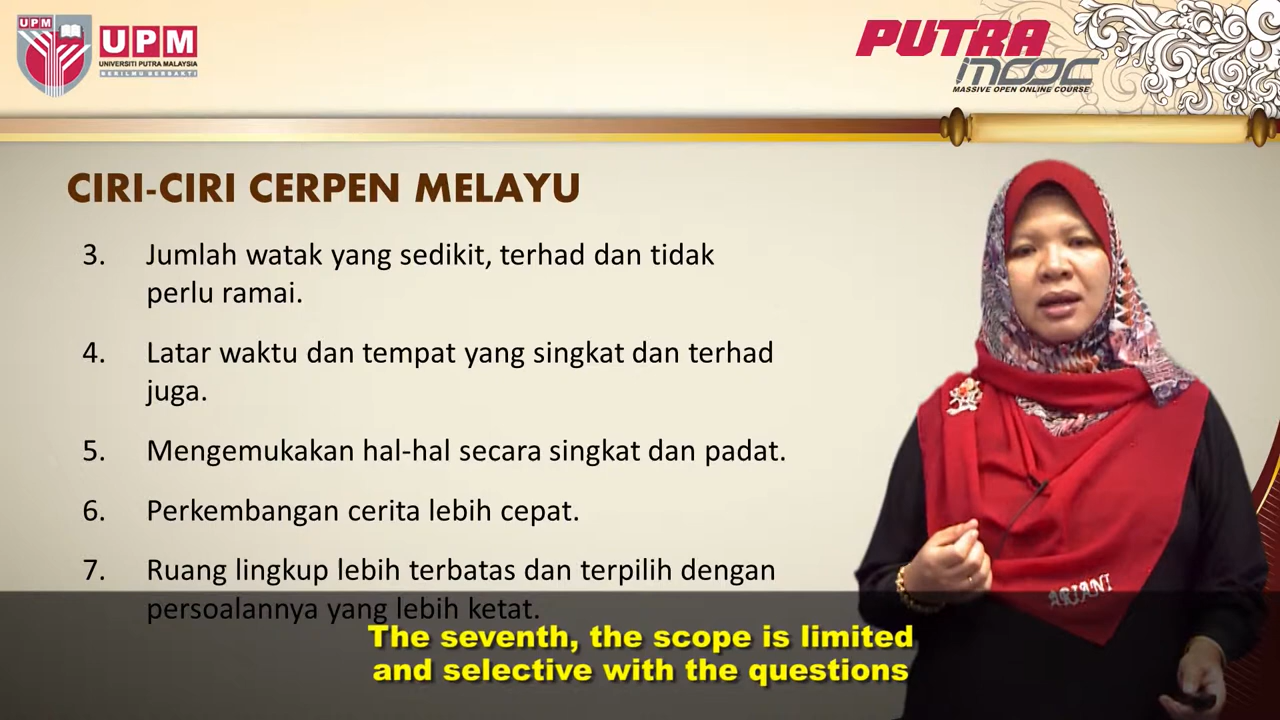 UPM
UPM
UNIVERSITI PUTRA MALAYSIA
BERILMU BERBAKTI
PUTRA
MOOC
MASSIVE OPEN ONLINE COURSE
CIRI-CIRI CERPEN MELAYU
3. Jumlah watak yang sedikit, terhad dan tidak
perlu ramai.
4. Latar waktu dan tempat yang singkat dan terhad
juga.
5. Mengemukakan hal-hal secara singkat dan padat.
6. Perkembangan cerita lebih cepat.
7. Ruang lingkup lebih terbatas dan terpilih dengan
persoalannya yang lebih ketat.
ARIANI
The seventh, the scope is limited
and selective with the questions